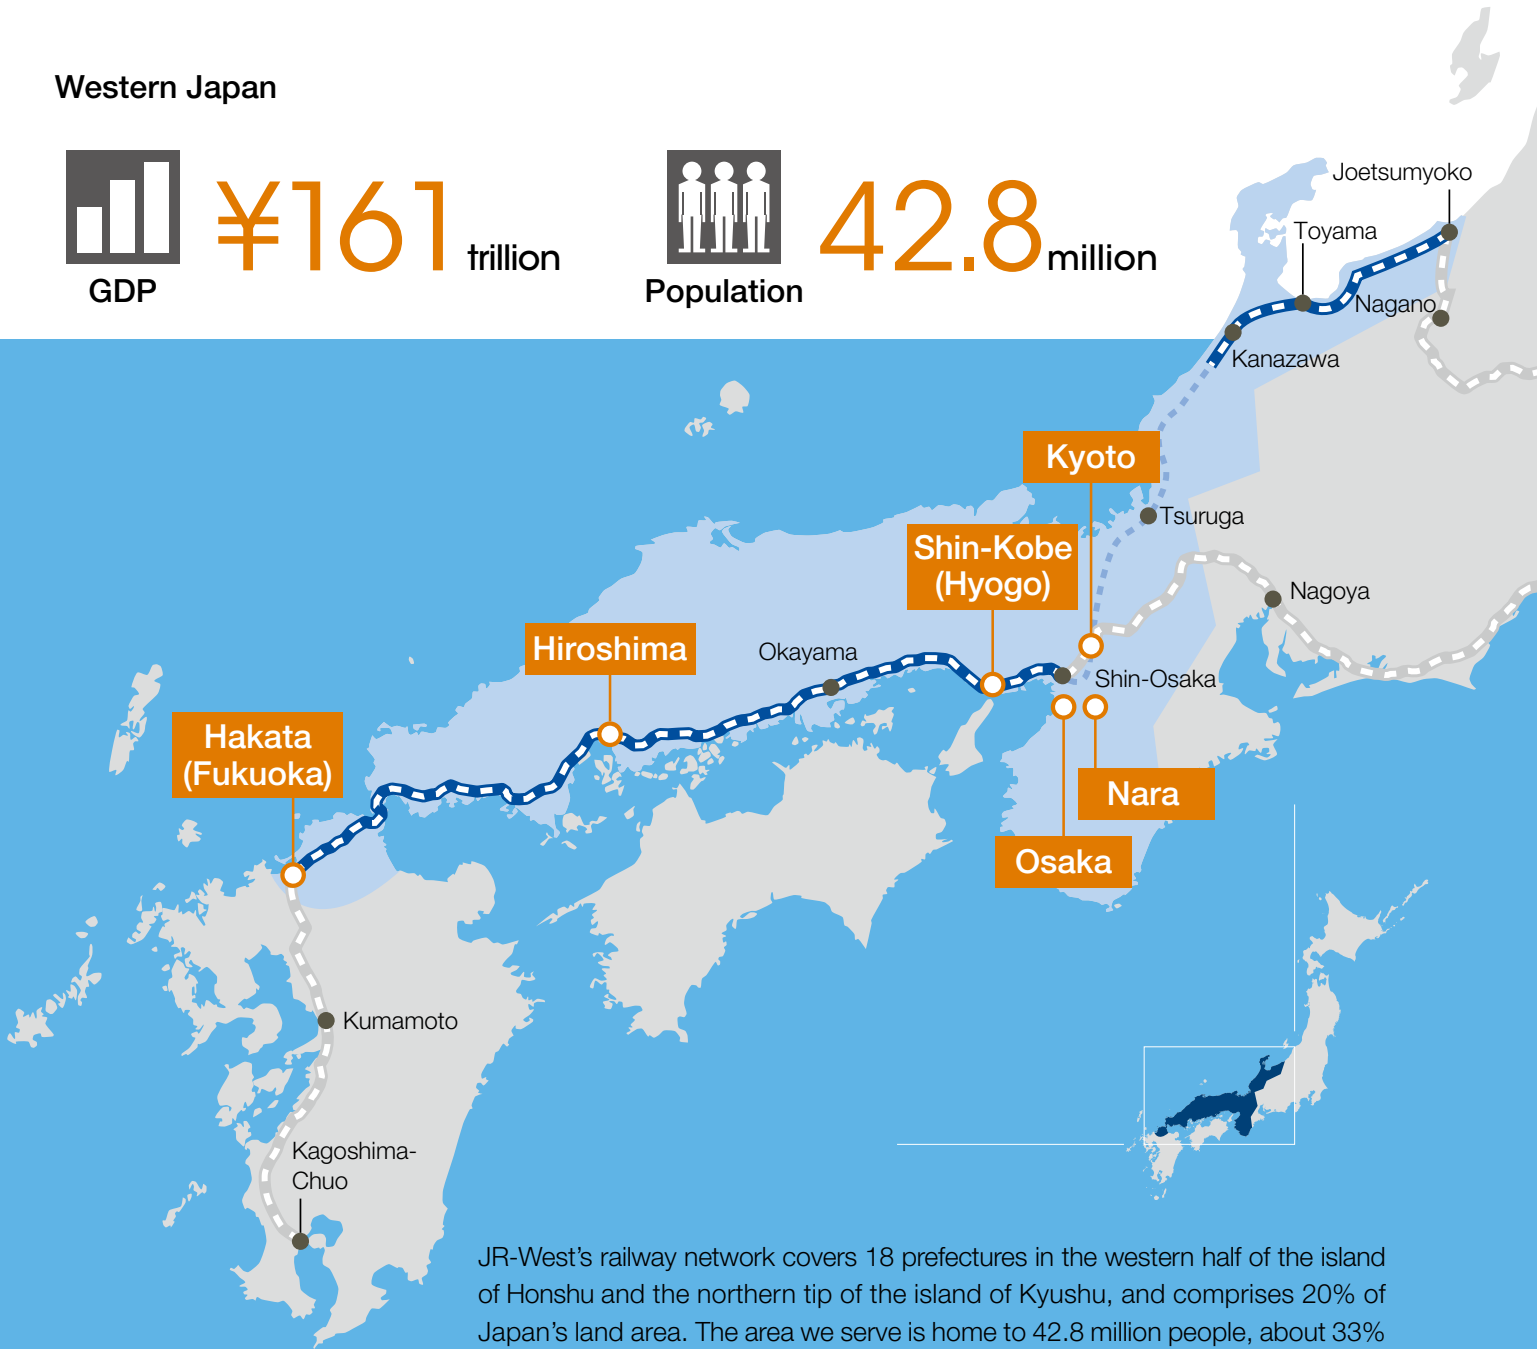 Western Japan
¥161 trillion
GDP
42.8 million
Population
Joetsumyoko
Toyama
Nagano
Kanazawa
Kyoto
Tsuruga
Shin-Kobe
(Hyogo)
Nagoya
Hiroshima
Okayama
Shin-Osaka
Hakata
(Fukuoka)
Nara
Osaka
Kumamoto
Kagoshima-
Chuo
JR-West’s railway network covers 18 prefectures in the western half of the island
of Honshu and the northern tip of the island of Kyushu, and comprises 20% of
Japan’s land area. The area we serve is home to 42.8 million people, about 33%